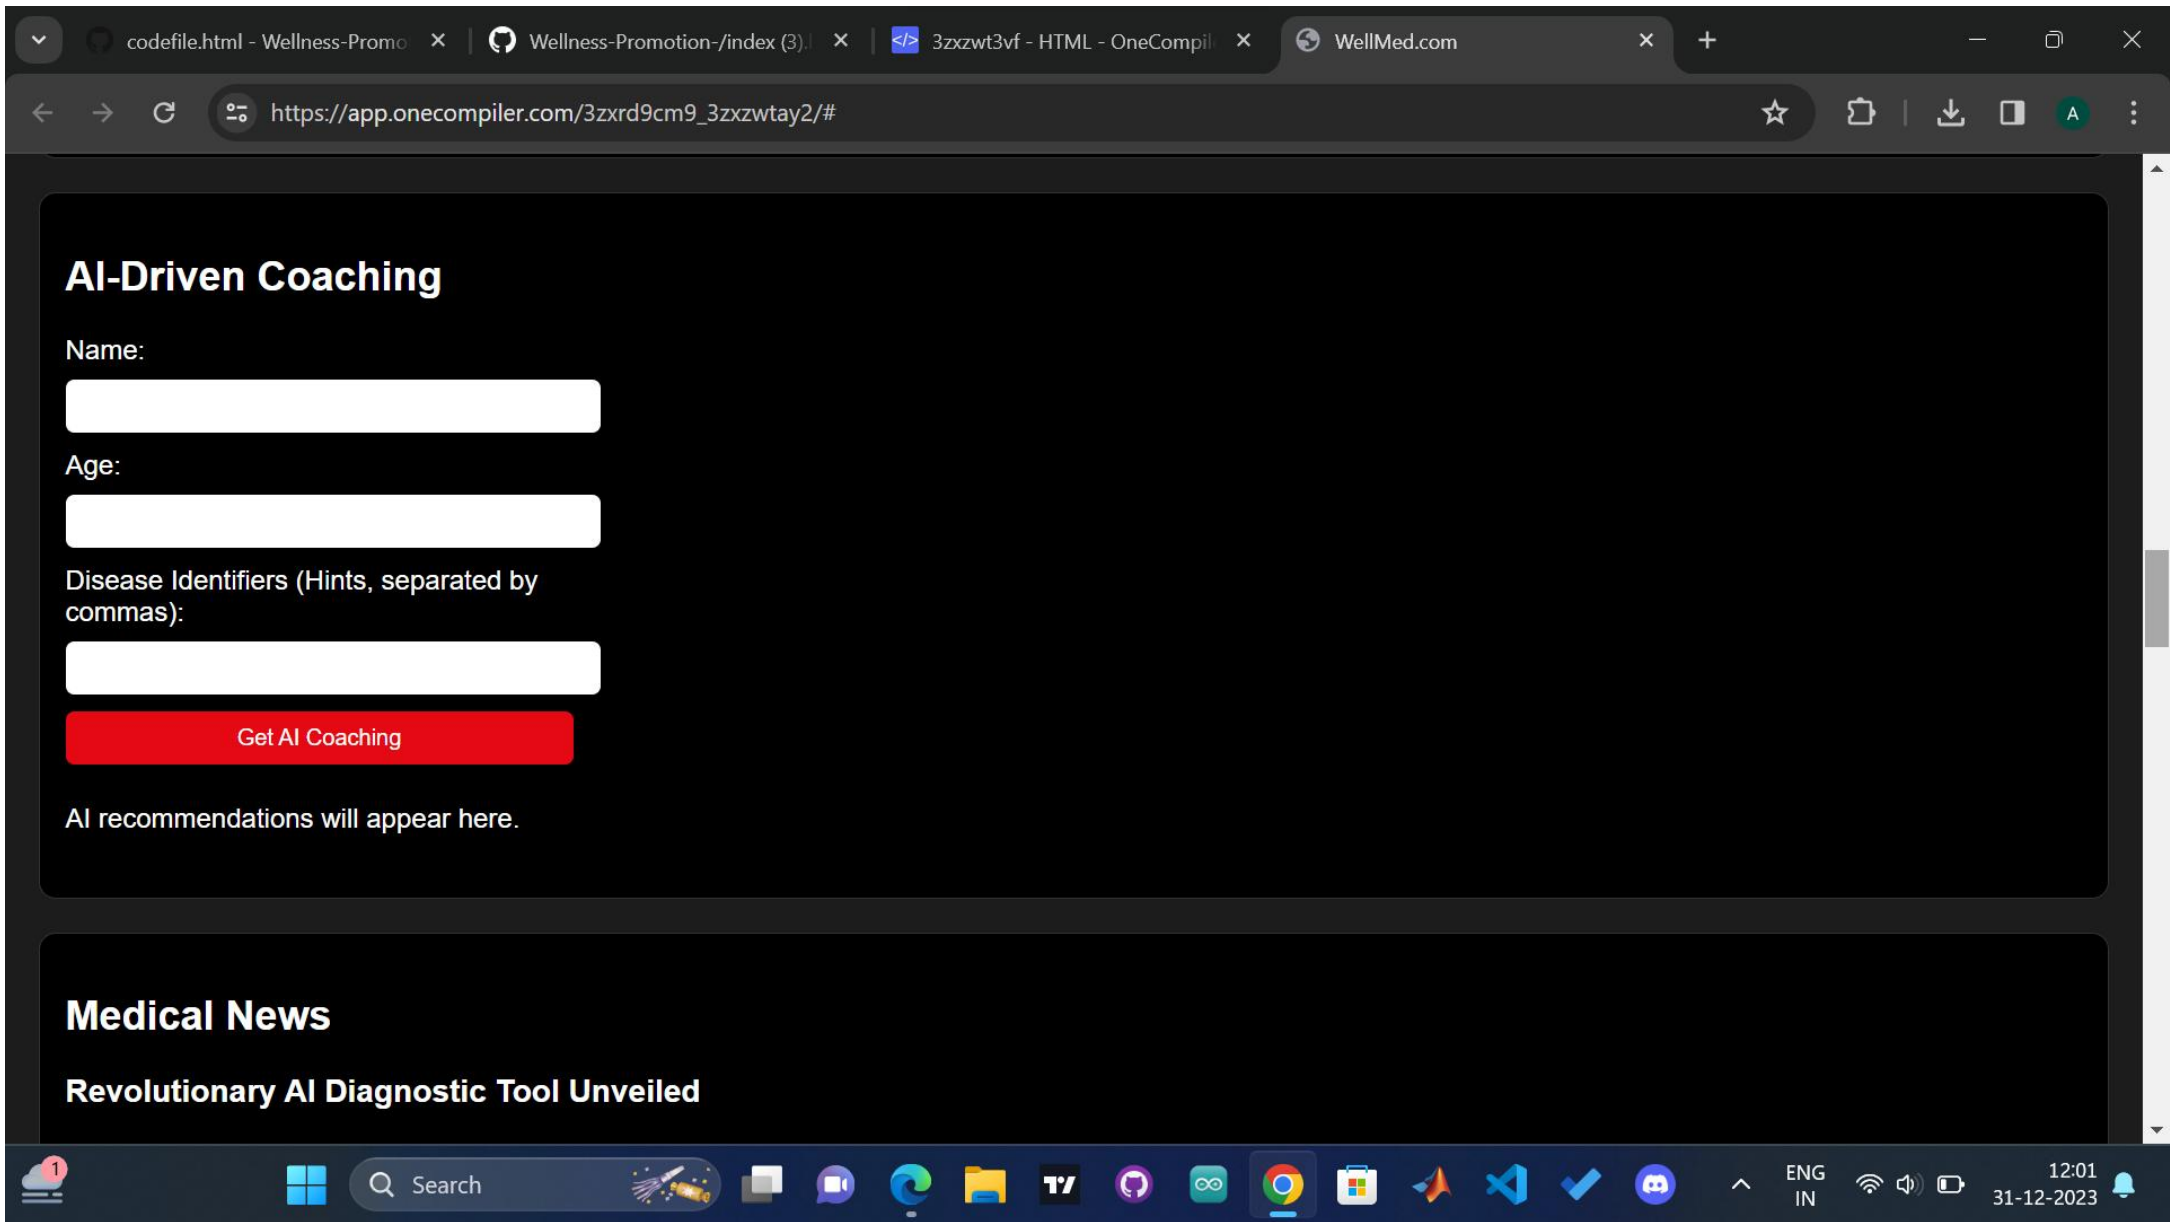 codefile.html - Wellness-Promo
Wellness-Promotion-/index (3).
3zxzwt3vf - HTML - OneCompil
WellMed.com
https://app.onecompiler.com/3zxrd9cm9_3zxzwtay2/#
A
AI-Driven Coaching
Name:
Age:
Disease Identifiers (Hints, separated by
commas):
Get AI Coaching
AI recommendations will appear here.
Medical News
Revolutionary AI Diagnostic Tool Unveiled
1
Search
ENG
IN
12:01
31-12-2023